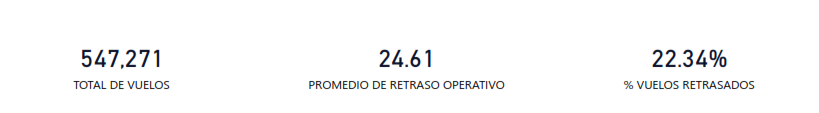 547,271
TOTAL DE VUELOS
24.61
PROMEDIO DE RETRASO OPERATIVO
22.34%
% VUELOS RETRASADOS